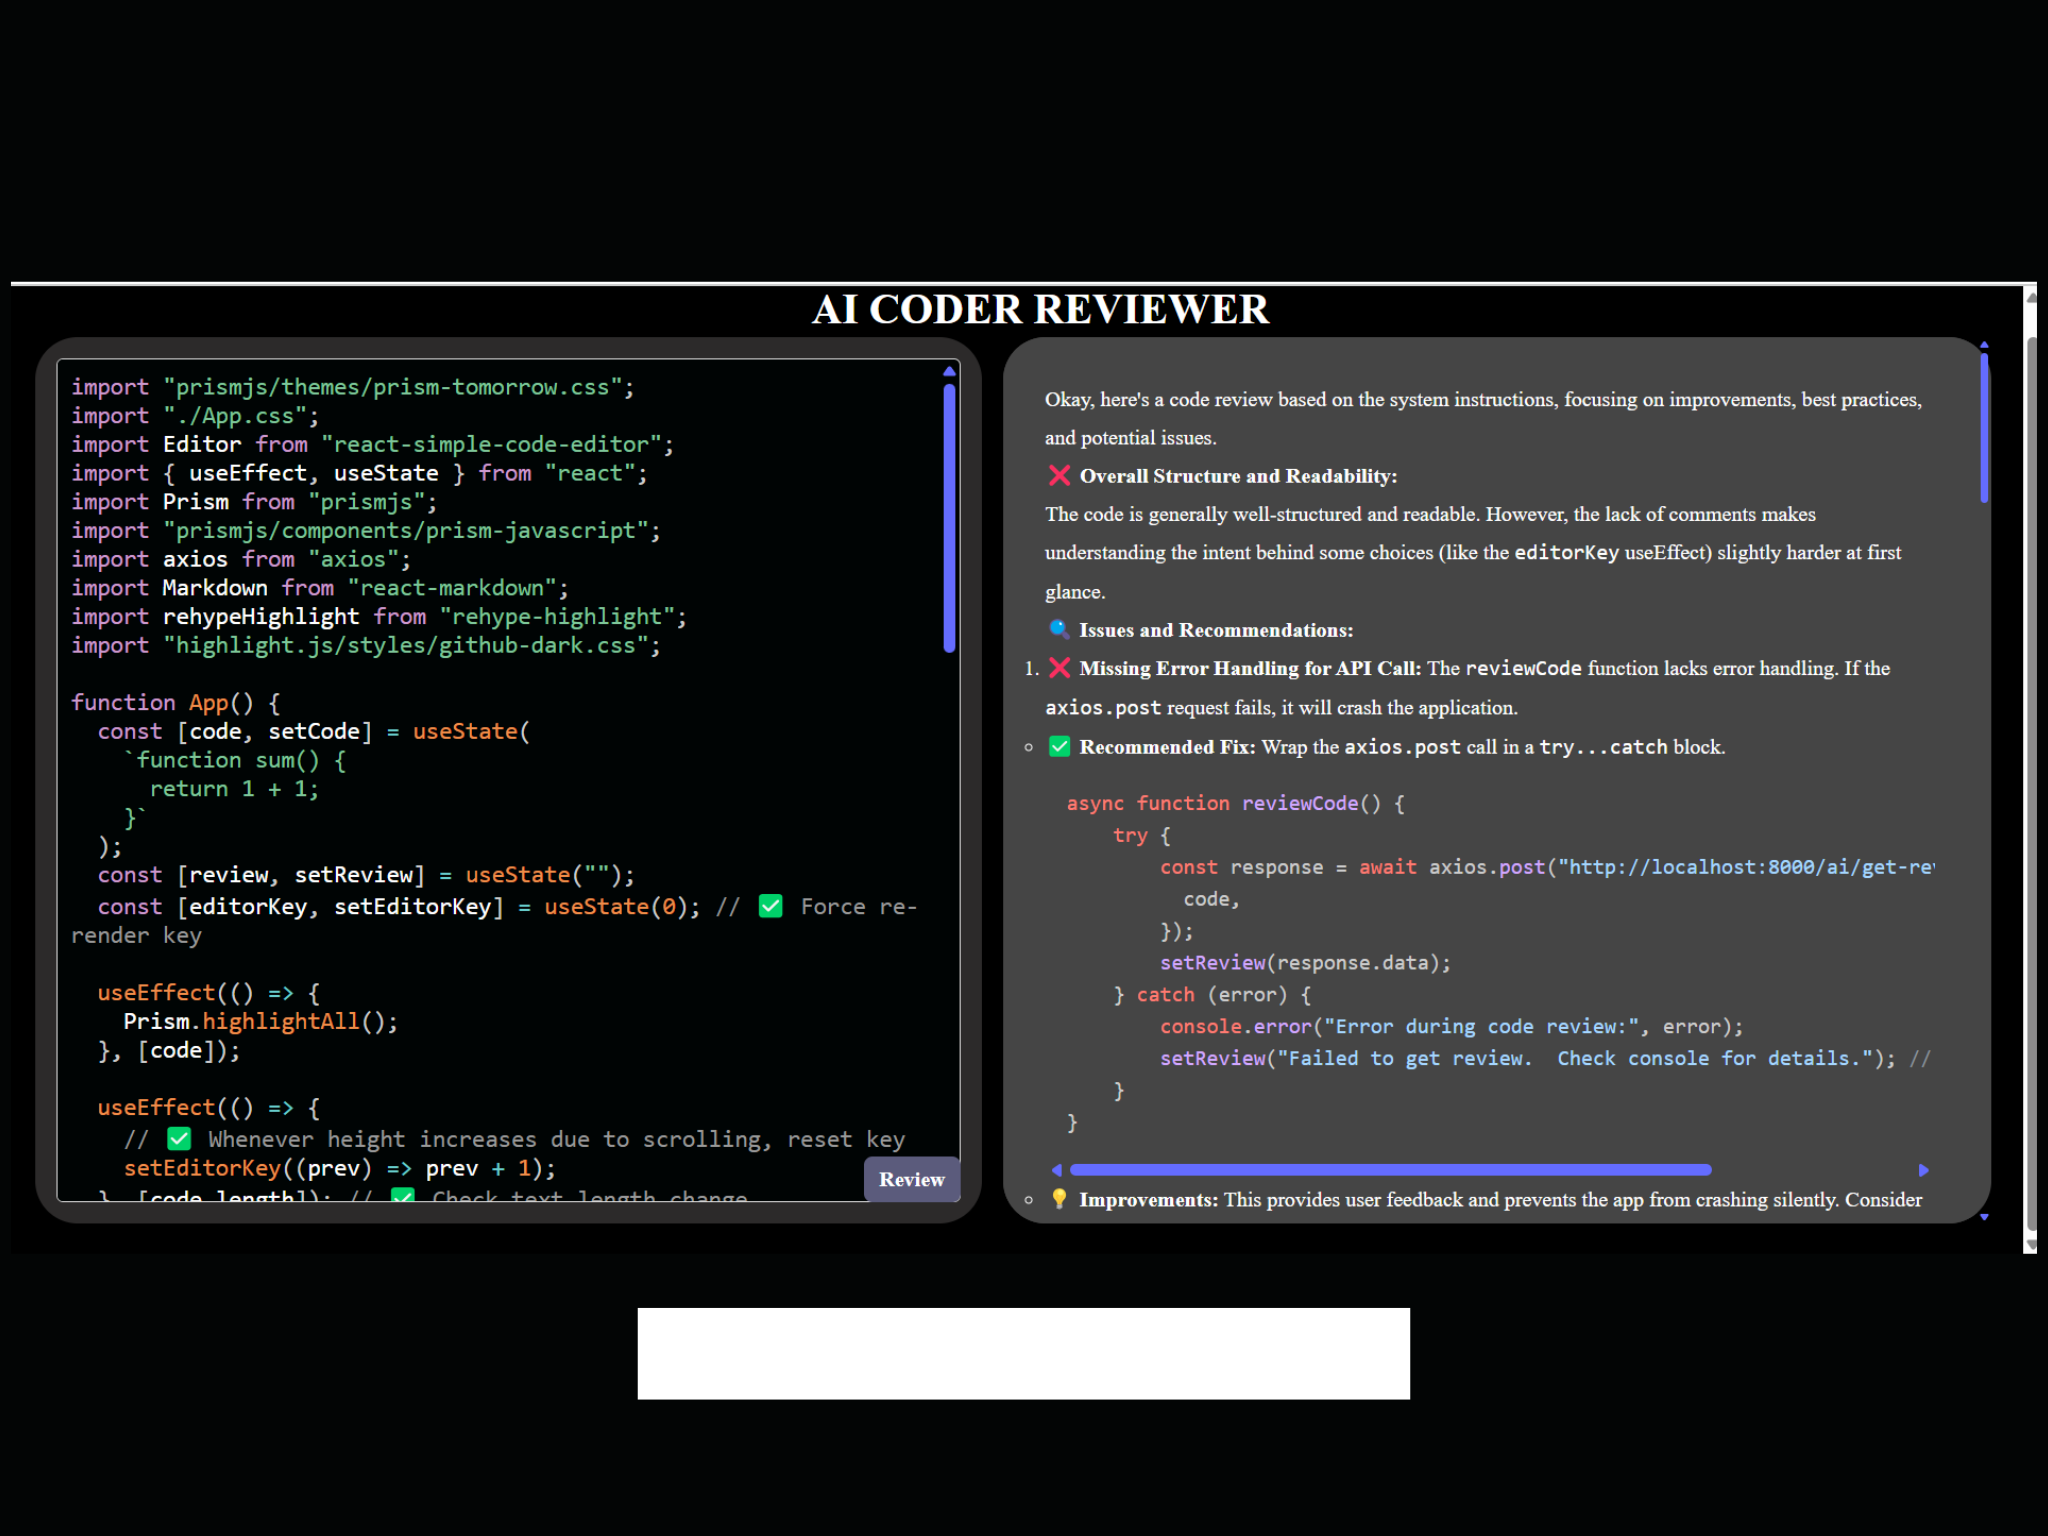 AI CODER REVIEWER
import "prismjs/themes/prism-tomorrow.css";
import "./App.css";
import Editor from "react-simple-code-editor";
import { useEffect, useState } from "react";
import Prism from "prismjs";
import "prismjs/components/prism-javascript";
import axios from "axios";
import Markdown from "react-markdown";
import rehypeHighlight from "rehype-highlight";
import "highlight.js/styles/github-dark.css";
function App() {
const [code, setCode] = useState(
`function sum() {
return 1 + 1;
}`
);
const [review, setReview] = useState("");
const [editorKey, setEditorKey] = useState(0); // ✅ Force re-
render key
useEffect(() => {
Prism.highlightAll();
}, [code]);
useEffect(() => {
// ✅ Whenever height increases due to scrolling, reset key
setEditorKey((prev) => prev + 1);
}, [code.length]); // ✅ Check text length change
Review
Okay, here's a code review based on the system instructions, focusing on improvements, best practices,
and potential issues.
❌ Overall Structure and Readability:
The code is generally well-structured and readable. However, the lack of comments makes
understanding the intent behind some choices (like the editorKey useEffect) slightly harder at first
glance.
🔍 Issues and Recommendations:
1. ❌ Missing Error Handling for API Call: The reviewCode function lacks error handling. If the
axios.post request fails, it will crash the application.
◦ ✅ Recommended Fix: Wrap the axios.post call in a try...catch block.
async function reviewCode() {
try {
const response = await axios.post("http://localhost:8000/ai/get-rev
code,
});
setReview(response.data);
} catch (error) {
console.error("Error during code review:", error);
setReview("Failed to get review.  Check console for details."); //
}
}
◦ 💡 Improvements: This provides user feedback and prevents the app from crashing silently. Consider